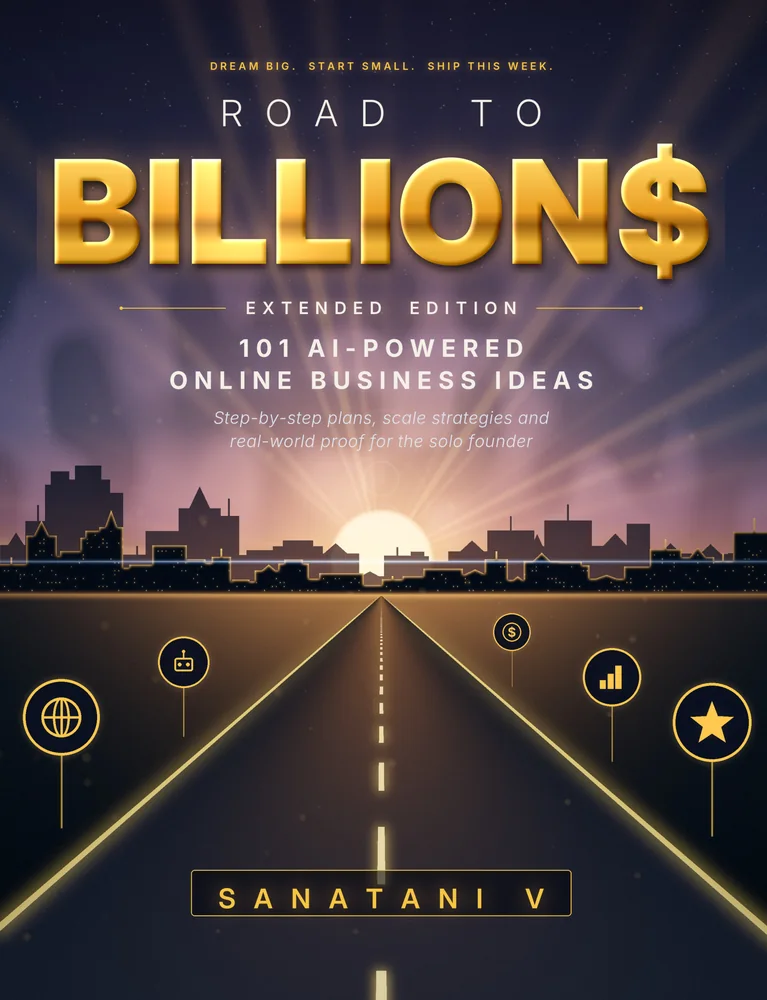 DREAM BIG. START SMALL. SHIP THIS WEEK.
ROAD TO
BILLION$
EXTENDED EDITION
101 AI-POWERED
ONLINE BUSINESS IDEAS
Step-by-step plans, scale strategies and
real-world proof for the solo founder
$
SANATANI V